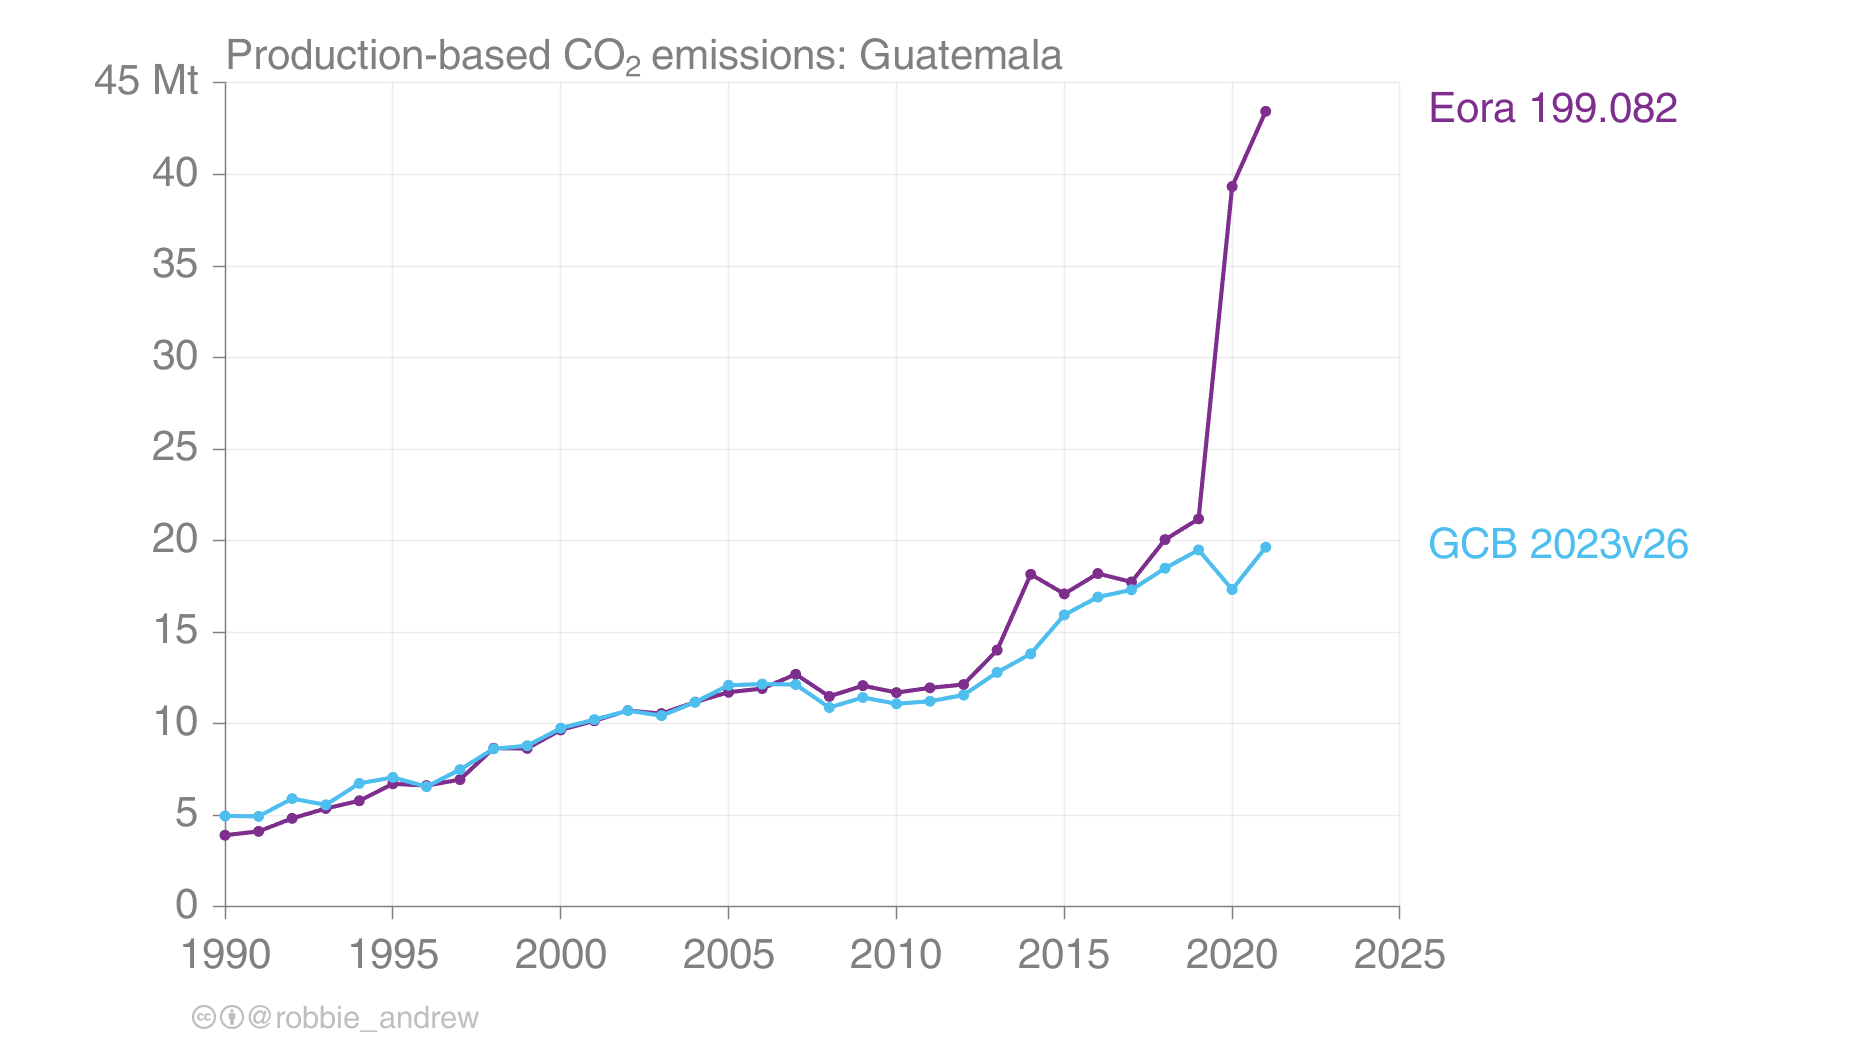 Production-based CO₂ emissions: Guatemala
45 Mt
40
35
30
25
20
15
10
5
0
1990 1995 2000 2005 2010 2015 2020 2025
Eora 199.082
GCB 2023v26
@robbie_andrew